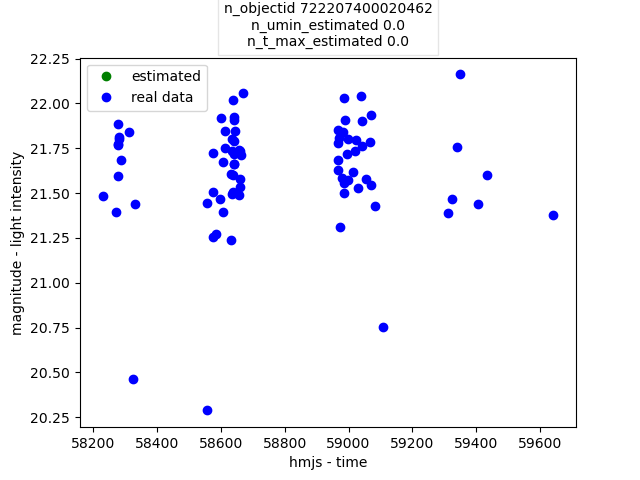 n_objectid 722207400020462
n_umin_estimated 0.0
n_t_max_estimated 0.0
estimated
real data
magnitude - light intensity
22.25
22.00
21.75
21.50
21.25
21.00
20.75
20.50
20.25
58200 58400 58600 58800 59000 59200 59400 59600
hmjs - time